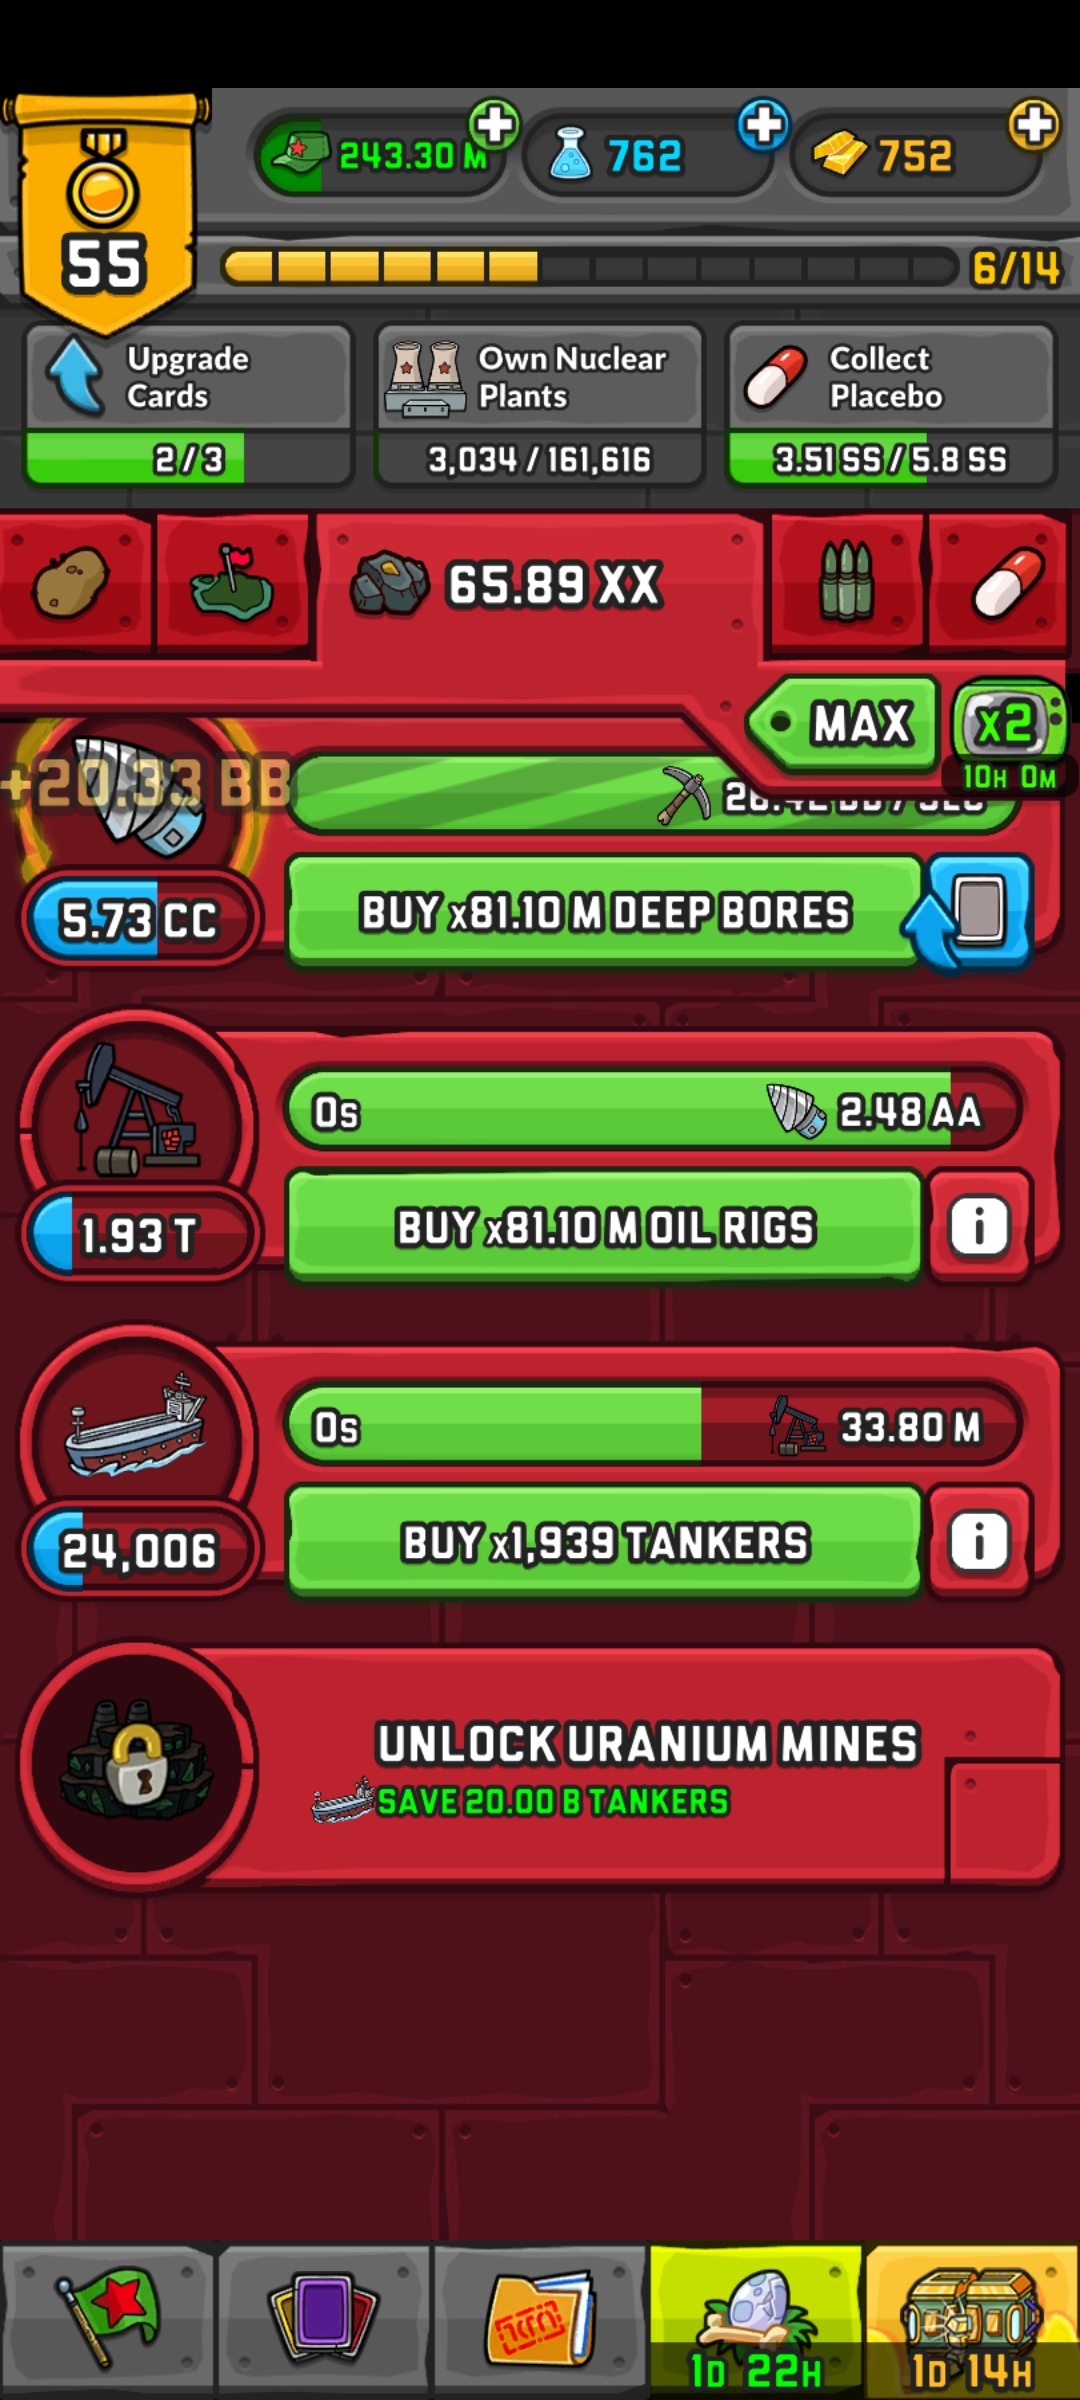 243.30 M
762
752
55
6/14
Upgrade
Cards
2/3
Own Nuclear
Plants
3,034/161,616
Collect
Placebo
3.51 SS/5.8 SS
65.89 XX
MAX
x2
10H 0M
+20.33 BB
5.73 CC
BUY x81.10 M DEEP BORES
0s
2.48 AA
1.93 T
BUY x81.10 M OIL RIGS
0s
33.80 M
24,006
BUY x1,939 TANKERS
UNLOCK URANIUM MINES
SAVE 20.00 B TANKERS
1D 22H
1D 14H